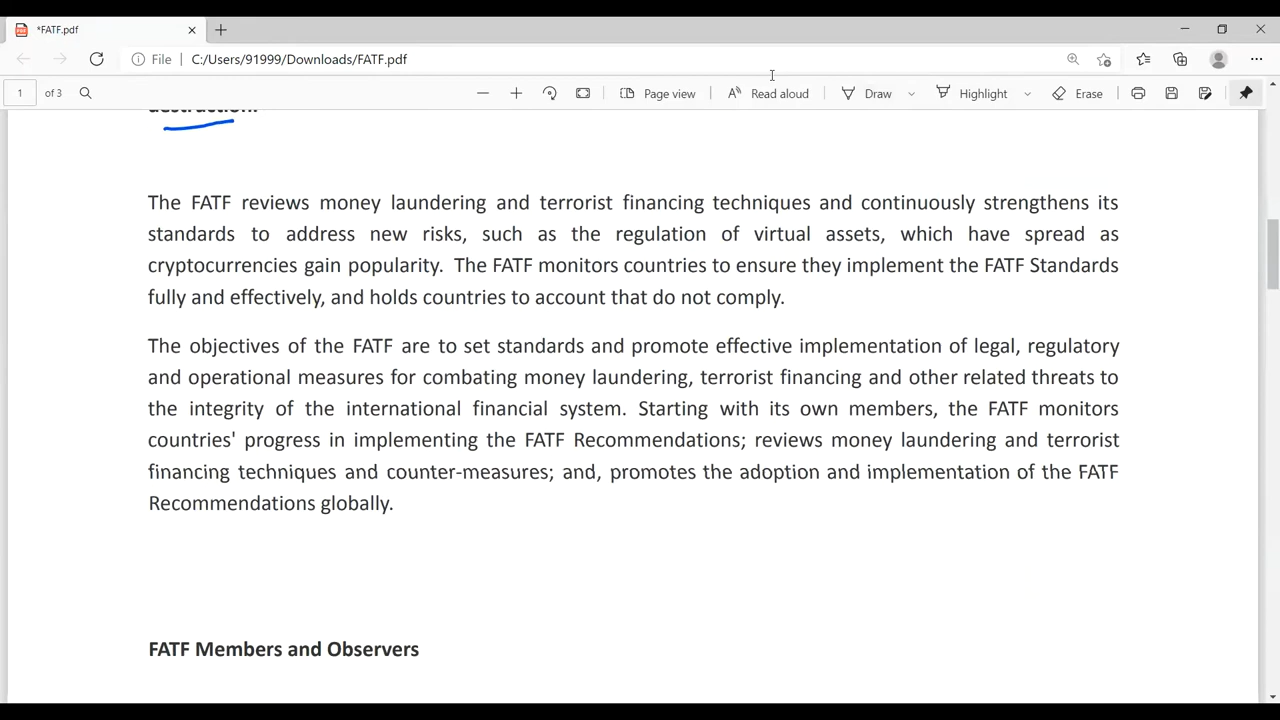 *FATF.pdf
File C:/Users/91999/Downloads/FATF.pdf
1 of 3 Page view Read aloud Draw Highlight Erase
destruction.
The FATF reviews money laundering and terrorist financing techniques and continuously strengthens its
standards to address new risks, such as the regulation of virtual assets, which have spread as
cryptocurrencies gain popularity. The FATF monitors countries to ensure they implement the FATF Standards
fully and effectively, and holds countries to account that do not comply.
The objectives of the FATF are to set standards and promote effective implementation of legal, regulatory
and operational measures for combating money laundering, terrorist financing and other related threats to
the integrity of the international financial system. Starting with its own members, the FATF monitors
countries' progress in implementing the FATF Recommendations; reviews money laundering and terrorist
financing techniques and counter-measures; and, promotes the adoption and implementation of the FATF
Recommendations globally.
FATF Members and Observers